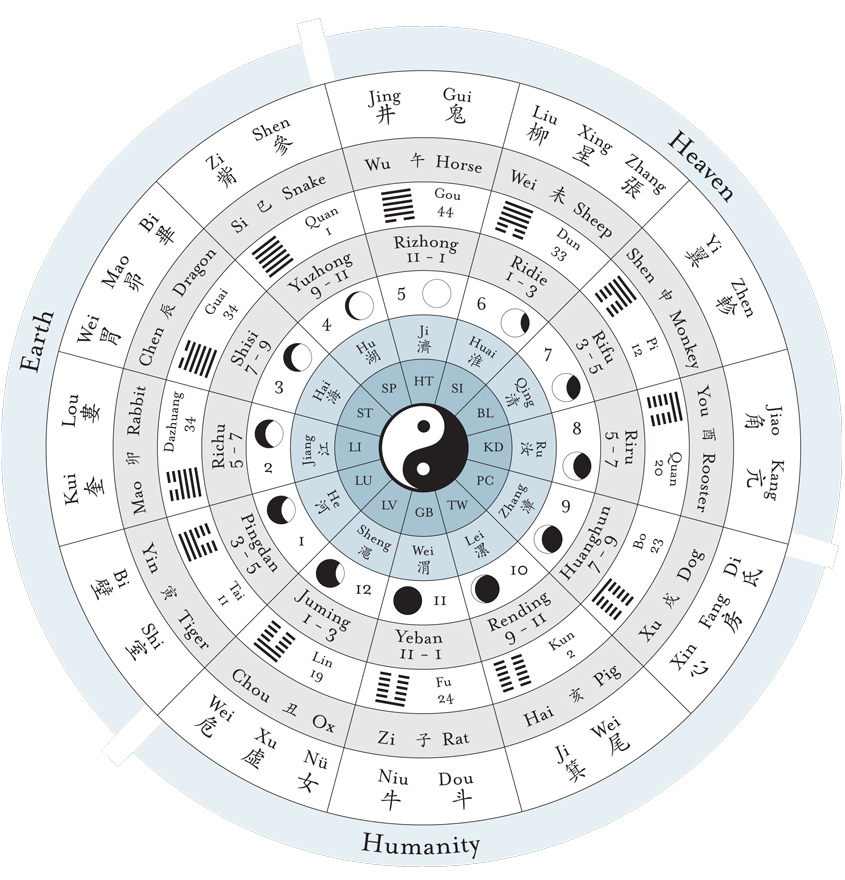 Heaven
Earth
Humanity
Jing
井
Gui
鬼
Liu
柳
Xing
星
Zhang
張
Yi
翼
Zhen
軫
Jiao
角
Kang
亢
Di
氐
Fang
房
Xin
心
Wei
尾
Ji
箕
Dou
斗
Niu
牛
Nü
女
Xu
虛
Wei
危
Shi
室
Bi
壁
Kui
奎
Lou
婁
Wei
胃
Mao
昴
Bi
畢
Zi
觜
Shen
參
Wu 午 Horse
Wei 未 Sheep
Shen 申 Monkey
You 酉 Rooster
Xu 戌 Dog
Hai 亥 Pig
Zi 子 Rat
Chou 丑 Ox
Yin 寅 Tiger
Mao 卯 Rabbit
Chen 辰 Dragon
Si 巳 Snake
Gou
44
Dun
33
Pi
12
Quan
20
Bo
23
Kun
2
Fu
24
Lin
19
Tai
11
Dazhuang
34
Guai
34
Quan
1
Rizhong
11 - 1
Ridie
1 - 3
Rifu
3 - 5
Riru
5 - 7
Huanghun
7 - 9
Rending
9 - 11
Yeban
11 - 1
Juming
1 - 3
Pingdan
3 - 5
Richu
5 - 7
Shisi
7 - 9
Yuzhong
9 - 11
5
6
7
8
9
10
11
12
1
2
3
4
Ji
濟
Huai
淮
Qing
清
Ru
汝
Zhang
漳
Lei
漯
Wei
渭
Sheng
澠
He
河
Jiang
江
Hai
海
Hu
湖
HT
SI
BL
KD
PC
TW
GB
LV
LU
LI
ST
SP